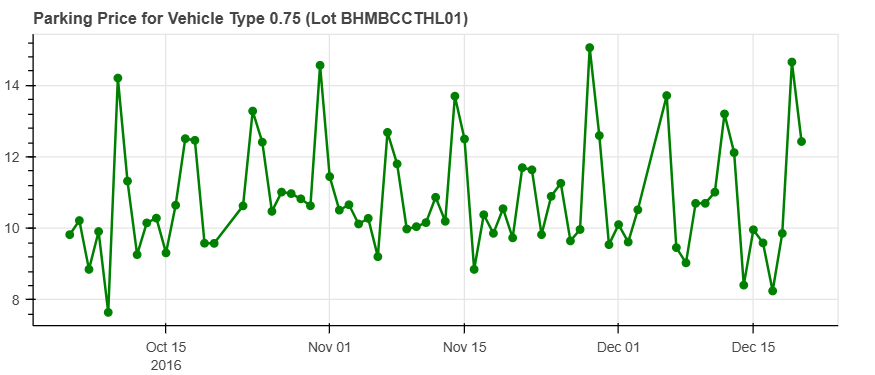 Parking Price for Vehicle Type 0.75 (Lot BHMBCCTHL01)
14
12
10
8
Oct 15 Nov 01 Nov 15 Dec 01 Dec 15
2016